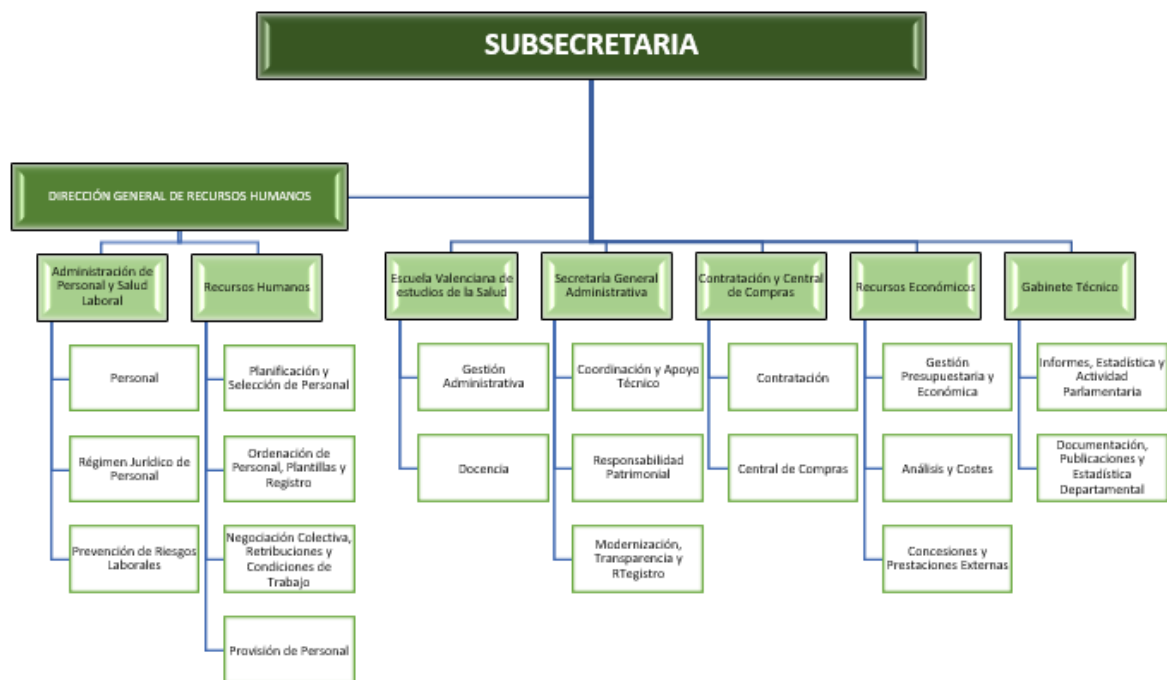 SUBSECRETARIA
DIRECCIÓN GENERAL DE RECURSOS HUMANOS
Administración de
Personal y Salud
Laboral
Recursos Humanos
Escuela Valenciana de
estudios de la Salud
Secretaría General
Administrativa
Contratación y Central
de Compras
Recursos Económicos
Gabinete Técnico
Personal
Planificación y
Selección de Personal
Gestión
Administrativa
Coordinación y Apoyo
Técnico
Contratación
Gestión
Presupuestaria y
Económica
Informes, Estadística y
Actividad
Parlamentaria
Régimen Jurídico de
Personal
Ordenación de
Personal, Plantillas y
Registro
Docencia
Responsabilidad
Patrimonial
Central de Compras
Análisis y Costes
Documentación,
Publicaciones y
Estadística
Departamental
Prevención de Riesgos
Laborales
Negociación Colectiva,
Retribuciones y
Condiciones de
Trabajo
Modernización,
Transparencia y
RTegistro
Concesiones y
Prestaciones Externas
Provisión de Personal